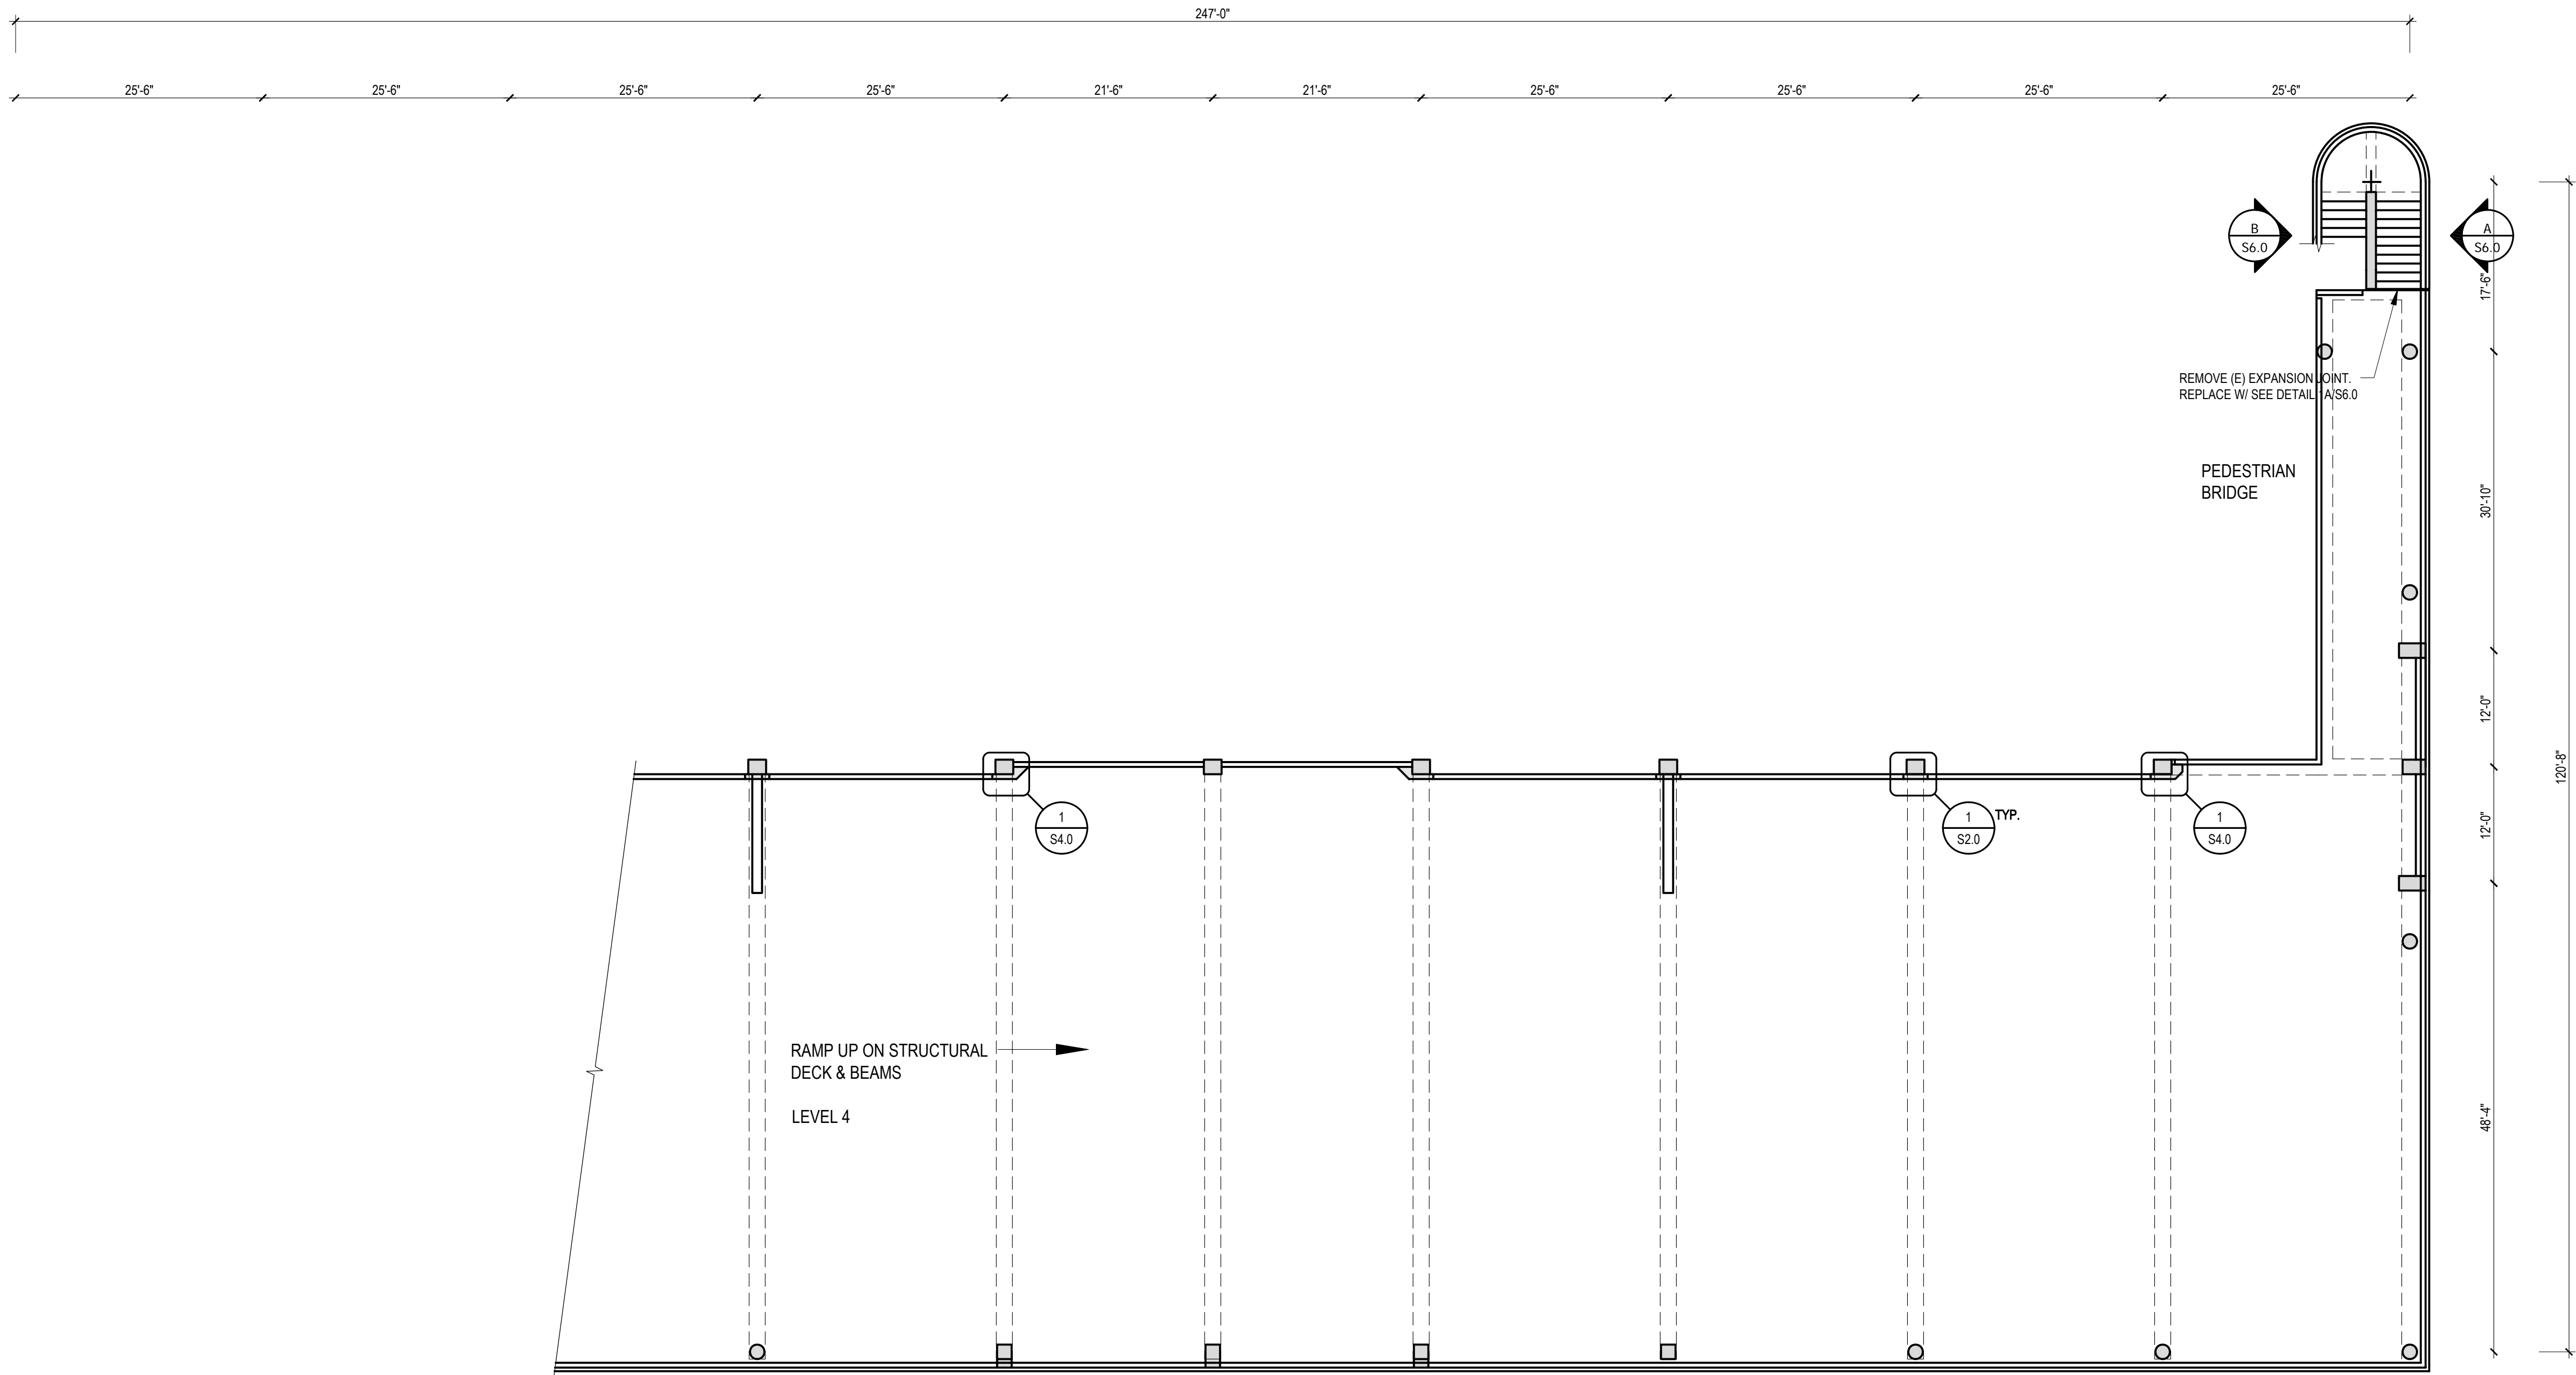 247'-0"
25'-6"
25'-6"
25'-6"
25'-6"
21'-6"
21'-6"
25'-6"
25'-6"
25'-6"
25'-6"
B
S6.0
A
S6.0
17'-6"
REMOVE (E) EXPANSION JOINT.
REPLACE W/ SEE DETAIL 1A/S6.0
PEDESTRIAN
BRIDGE
30'-10"
12'-0"
120'-8"
1
S4.0
1
S2.0
TYP.
1
S4.0
12'-0"
RAMP UP ON STRUCTURAL
DECK & BEAMS
LEVEL 4
48'-4"